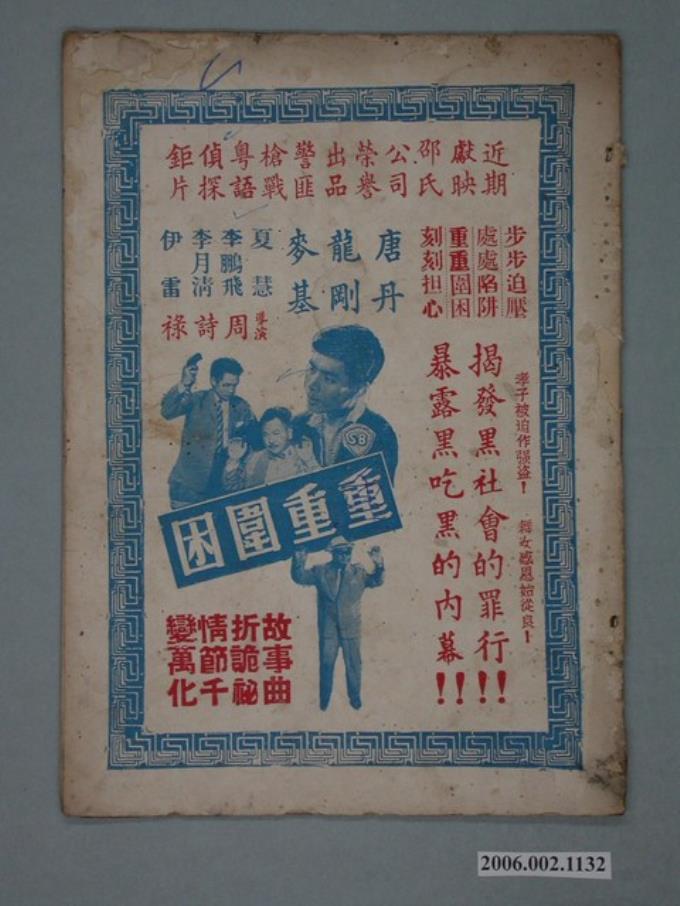 近期
獻映
邵氏
公司
榮譽
出品
警匪
槍戰
粵語
偵探
鉅片
步步迫壓
處處陷阱
重重圍困
刻刻担心
唐丹
龍剛
麥基
夏慧
李鵬飛
李月清
伊雷
導演
周詩祿
孝子被迫作强盜！
舞女感恩始從良！
揭發黑社會的罪行!!
暴露黑吃黑的內幕!!
SB
重重圍困
故事曲
折詭祕
情節千
變萬化
2006.002.1132